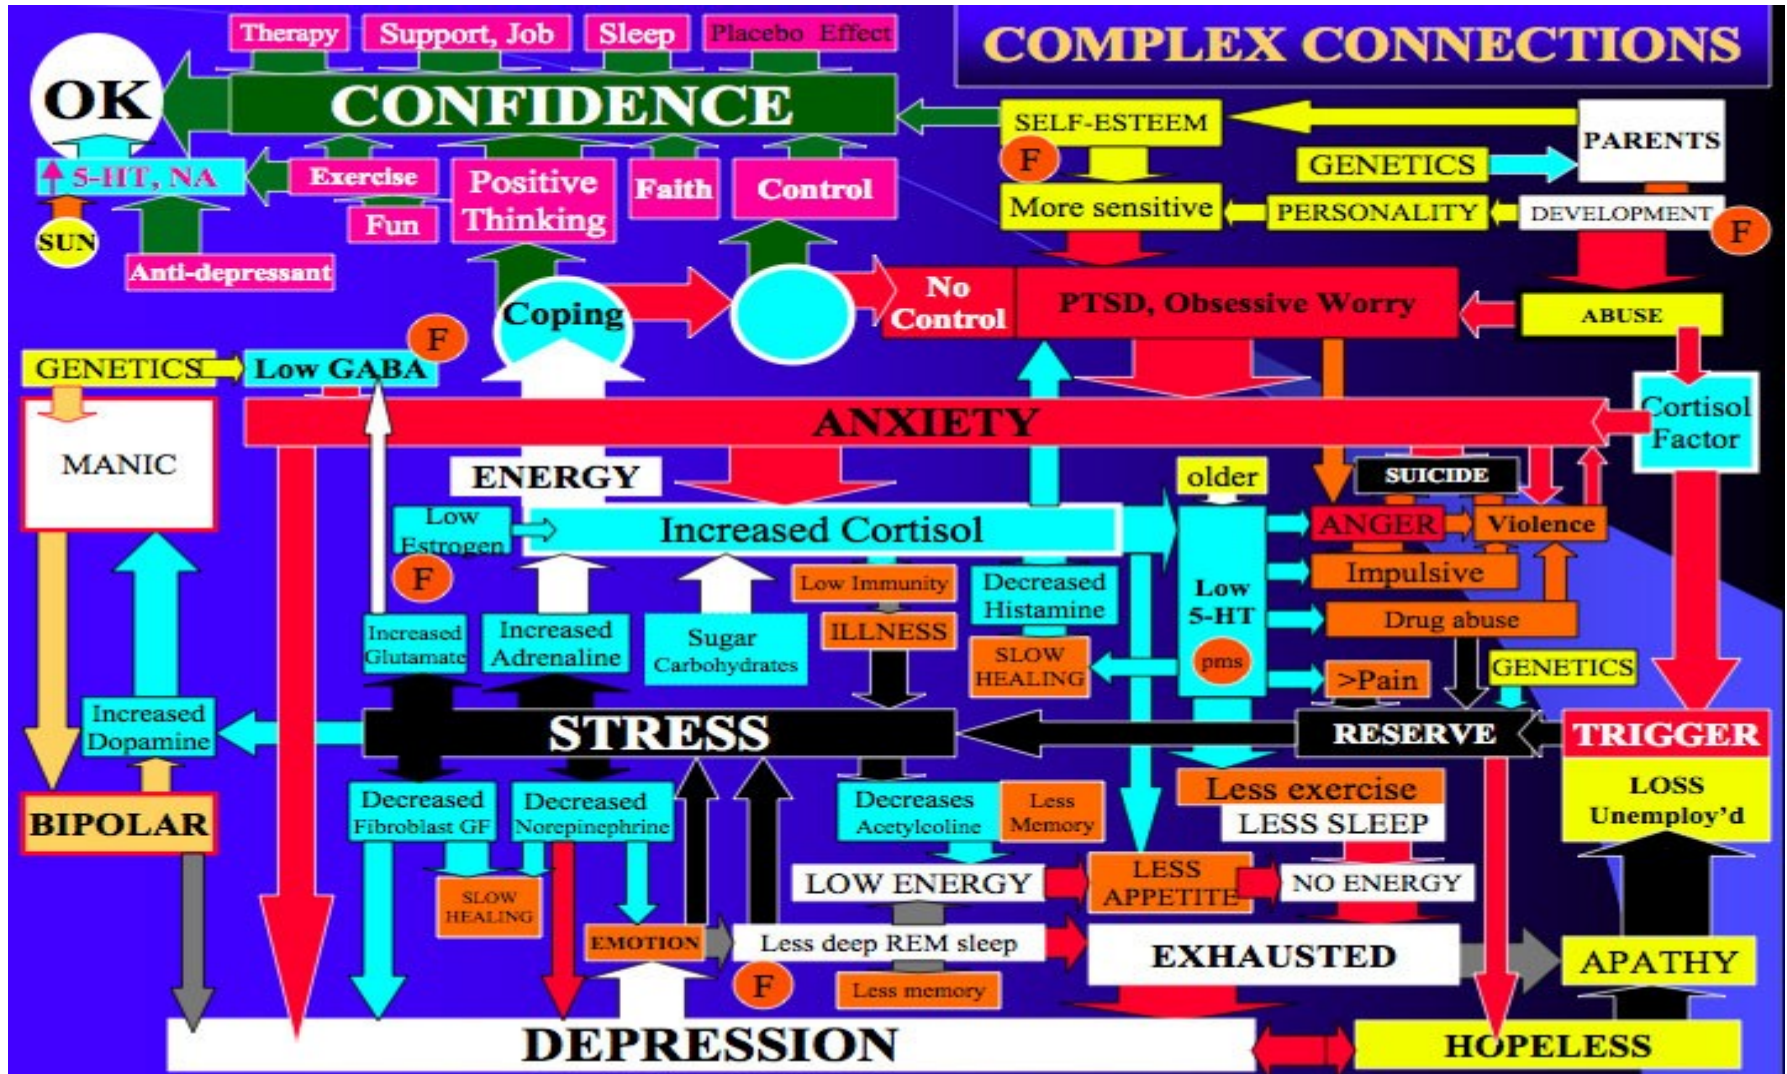 COMPLEX CONNECTIONS
Therapy
Support, Job
Sleep
Placebo Effect
OK
CONFIDENCE
SELF-ESTEEM
F
PARENTS
GENETICS
5-HT, NA
Exercise
Positive
Thinking
Faith
Control
More sensitive
PERSONALITY
DEVELOPMENT
F
Fun
SUN
Anti-depressant
Coping
No
Control
PTSD, Obsessive Worry
ABUSE
F
GENETICS
Low GABA
ANXIETY
Cortisol
Factor
MANIC
ENERGY
older
SUICIDE
Low
Estrogen
F
Increased Cortisol
ANGER
Violence
Low Immunity
Decreased
Histamine
Low
5-HT
pms
Impulsive
Increased
Glutamate
Increased
Adrenaline
Sugar
Carbohydrates
ILLNESS
Drug abuse
SLOW
HEALING
>Pain
GENETICS
Increased
Dopamine
STRESS
RESERVE
TRIGGER
LOSS
Unemploy'd
BIPOLAR
Decreased
Fibroblast GF
Decreased
Norepinephrine
Decreases
Acetylcoline
Less
Memory
Less exercise
LESS SLEEP
SLOW
HEALING
LOW ENERGY
LESS
APPETITE
NO ENERGY
EMOTION
Less deep REM sleep
F
Less memory
EXHAUSTED
APATHY
DEPRESSION
HOPELESS